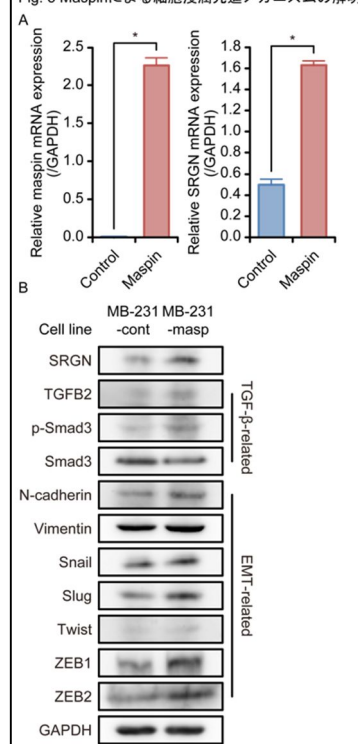 Fig. 3 Maspinによる細胞浸潤亢進メカニズムの解明
A
Relative maspin mRNA expression
(/GAPDH)
2.5
2.0
1.5
1.0
0.5
0.0
*
Control
Maspin
Relative SRGN mRNA expression
(/GAPDH)
1.8
1.6
1.4
1.2
1.0
0.8
0.6
0.4
0.2
0.0
*
Control
Maspin
B
Cell line
MB-231
-cont
MB-231
-masp
SRGN
TGFB2
p-Smad3
Smad3
TGF-β-related
N-cadherin
Vimentin
Snail
Slug
Twist
ZEB1
ZEB2
EMT-related
GAPDH